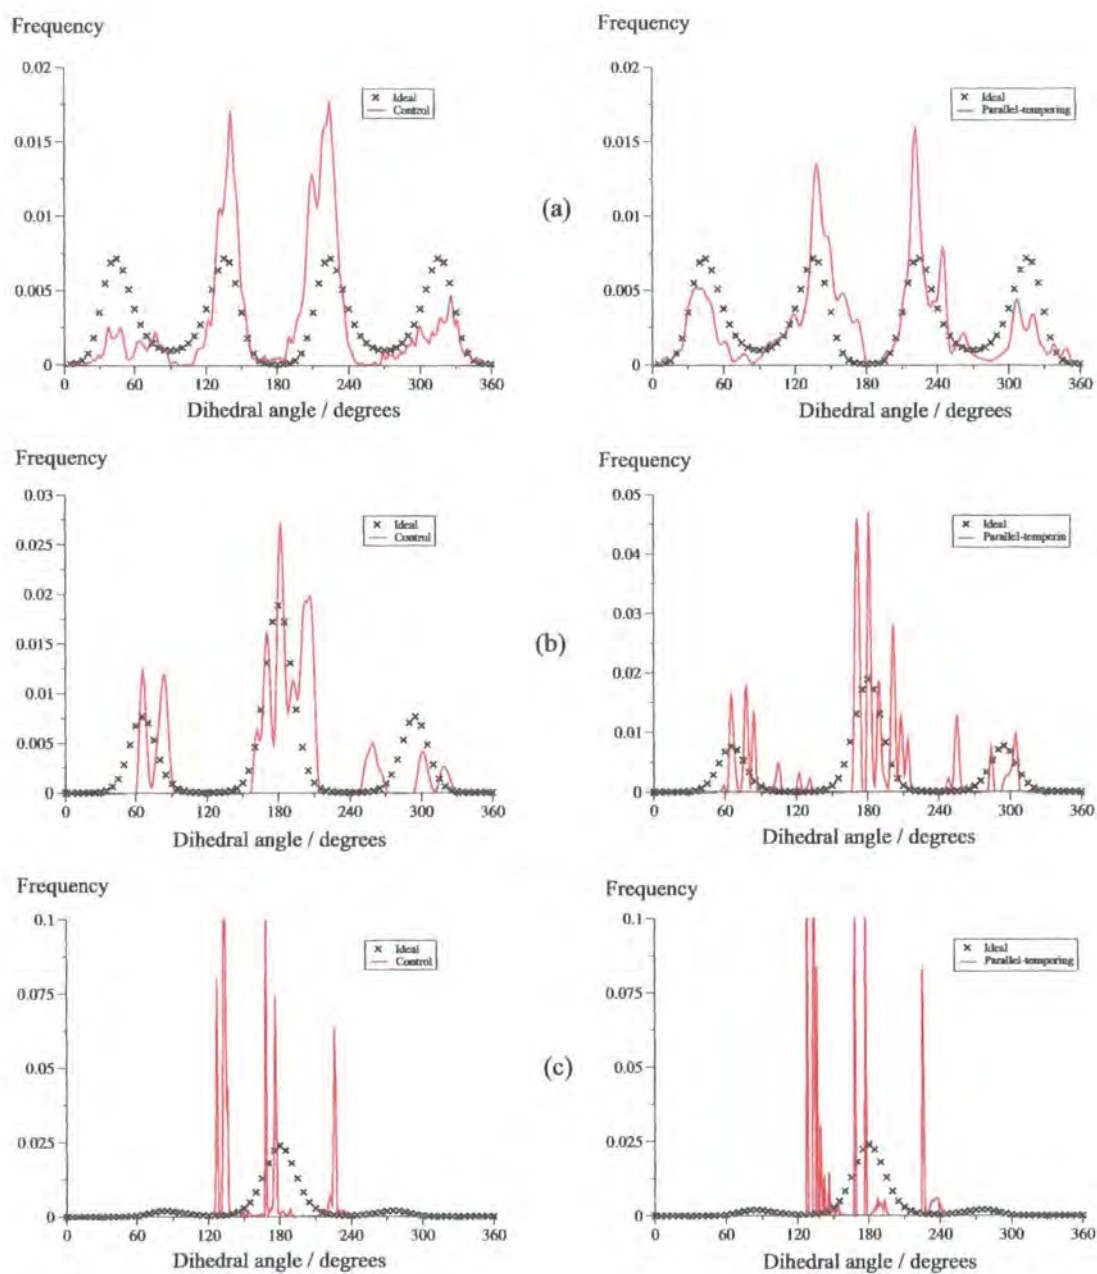 Frequency
0.02
0.015
0.01
0.005
0
0 60 120 180 240 300 360
Dihedral angle / degrees
Ideal
Control
(a)
Frequency
0.02
0.015
0.01
0.005
0
0 60 120 180 240 300 360
Dihedral angle / degrees
Ideal
Parallel-tempering
Frequency
0.03
0.025
0.02
0.015
0.01
0.005
0
0 60 120 180 240 300 360
Dihedral angle / degrees
Ideal
Control
(b)
Frequency
0.05
0.04
0.03
0.02
0.01
0
0 60 120 180 240 300 360
Dihedral angle / degrees
Ideal
Parallel-temperin
Frequency
0.1
0.075
0.05
0.025
0
0 60 120 180 240 300 360
Dihedral angle / degrees
Ideal
Control
(c)
Frequency
0.1
0.075
0.05
0.025
0
0 60 120 180 240 300 360
Dihedral angle / degrees
Ideal
Parallel-tempering